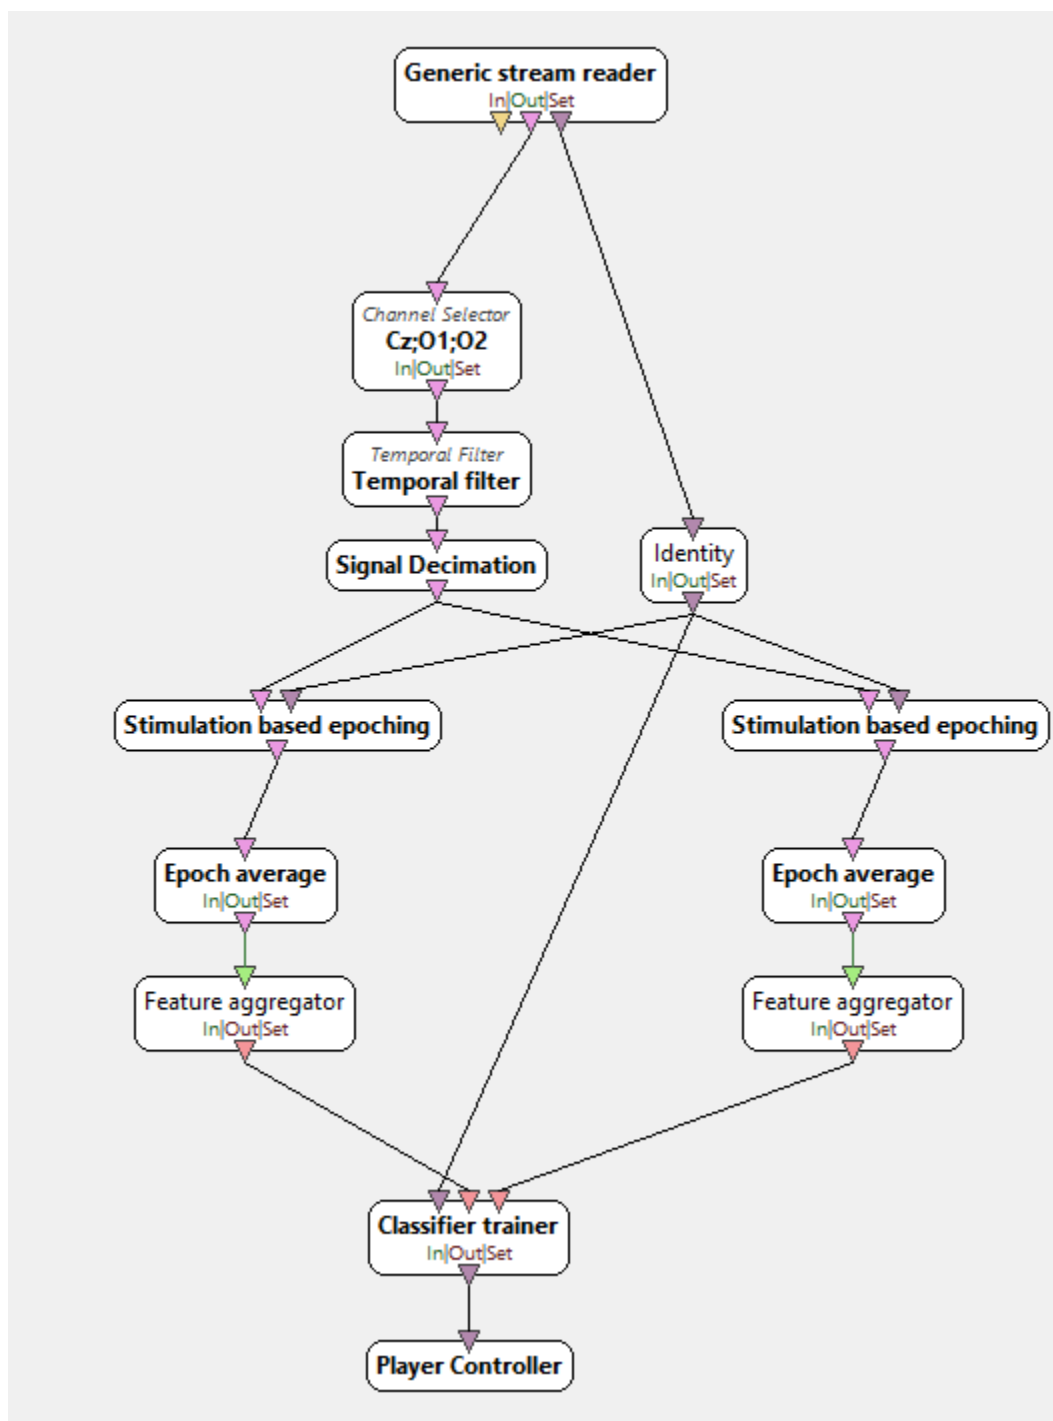 Generic stream reader
In|Out|Set
Channel Selector
Cz;O1;O2
In|Out|Set
Temporal Filter
Temporal filter
Signal Decimation
Identity
In|Out|Set
Stimulation based epoching
Stimulation based epoching
Epoch average
In|Out|Set
Epoch average
In|Out|Set
Feature aggregator
In|Out|Set
Feature aggregator
In|Out|Set
Classifier trainer
In|Out|Set
Player Controller